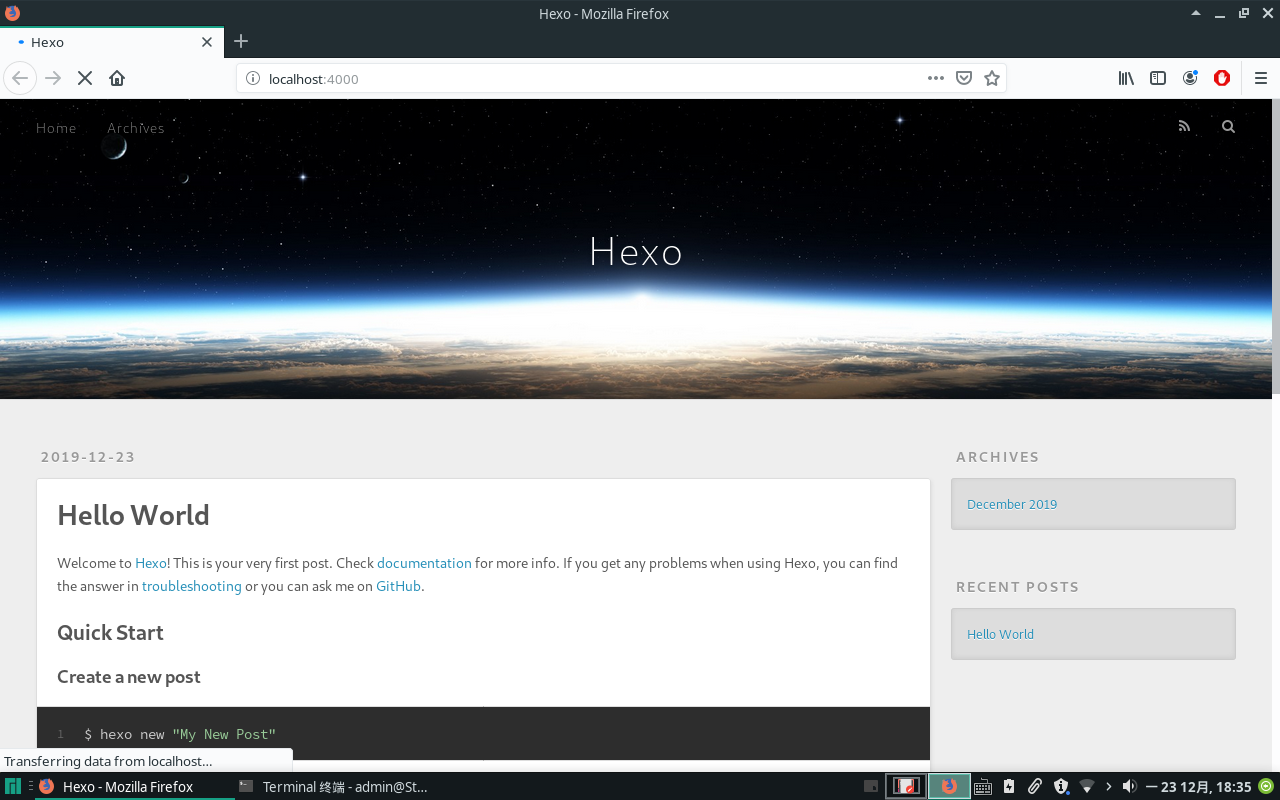 Hexo - Mozilla Firefox
Hexo
localhost:4000
Home Archives
Hexo
2019-12-23
Hello World
Welcome to Hexo! This is your very first post. Check documentation for more info. If you get any problems when using Hexo, you can find
the answer in troubleshooting or you can ask me on GitHub.
Quick Start
Create a new post
1 $ hexo new "My New Post"
ARCHIVES
December 2019
RECENT POSTS
Hello World
Transferring data from localhost...
Hexo - Mozilla Firefox
Terminal 终端 - admin@St...
一 23 12月, 18:35